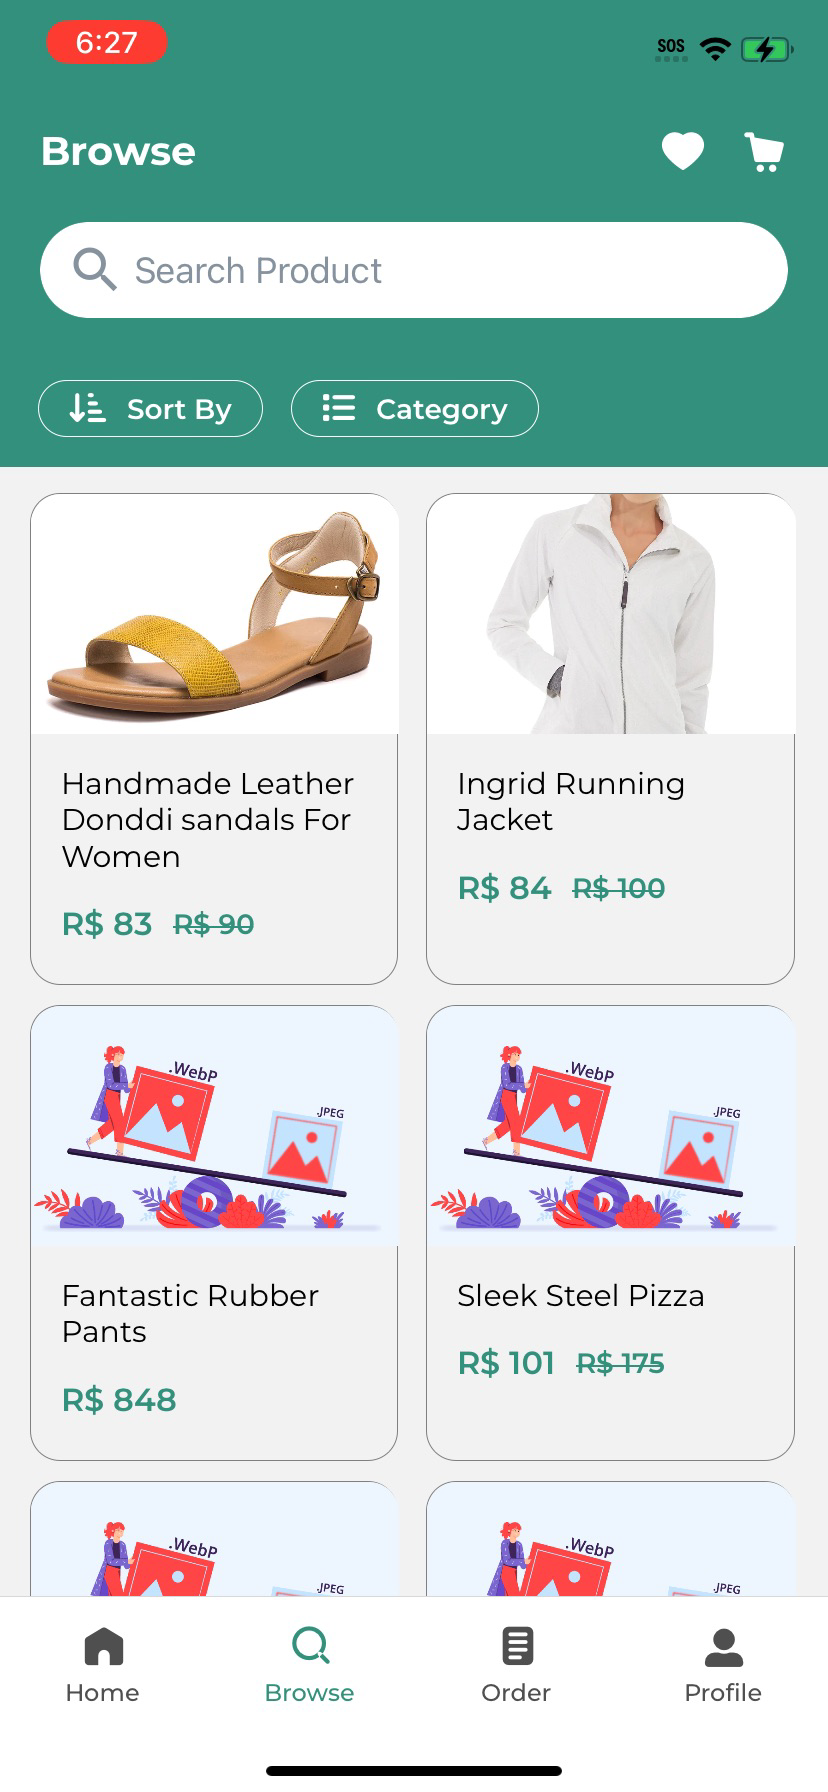 6:27
SOS
Browse
Search Product
Sort By
Category
Handmade Leather
Donddi sandals For
Women
R$ 83 R$ 90
Ingrid Running
Jacket
R$ 84 R$ 100
.WebP
.JPEG
Fantastic Rubber
Pants
R$ 848
.WebP
.JPEG
Sleek Steel Pizza
R$ 101 R$ 175
.WebP
.JPEG
.WebP
.JPEG
Home
Browse
Order
Profile